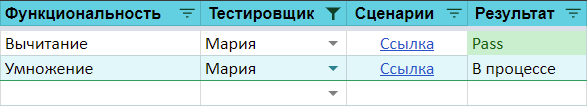 Функциональность Тестировщик Сценарии Результат
Вычитание Мария Ссылка Pass
Умножение Мария Ссылка В процессе